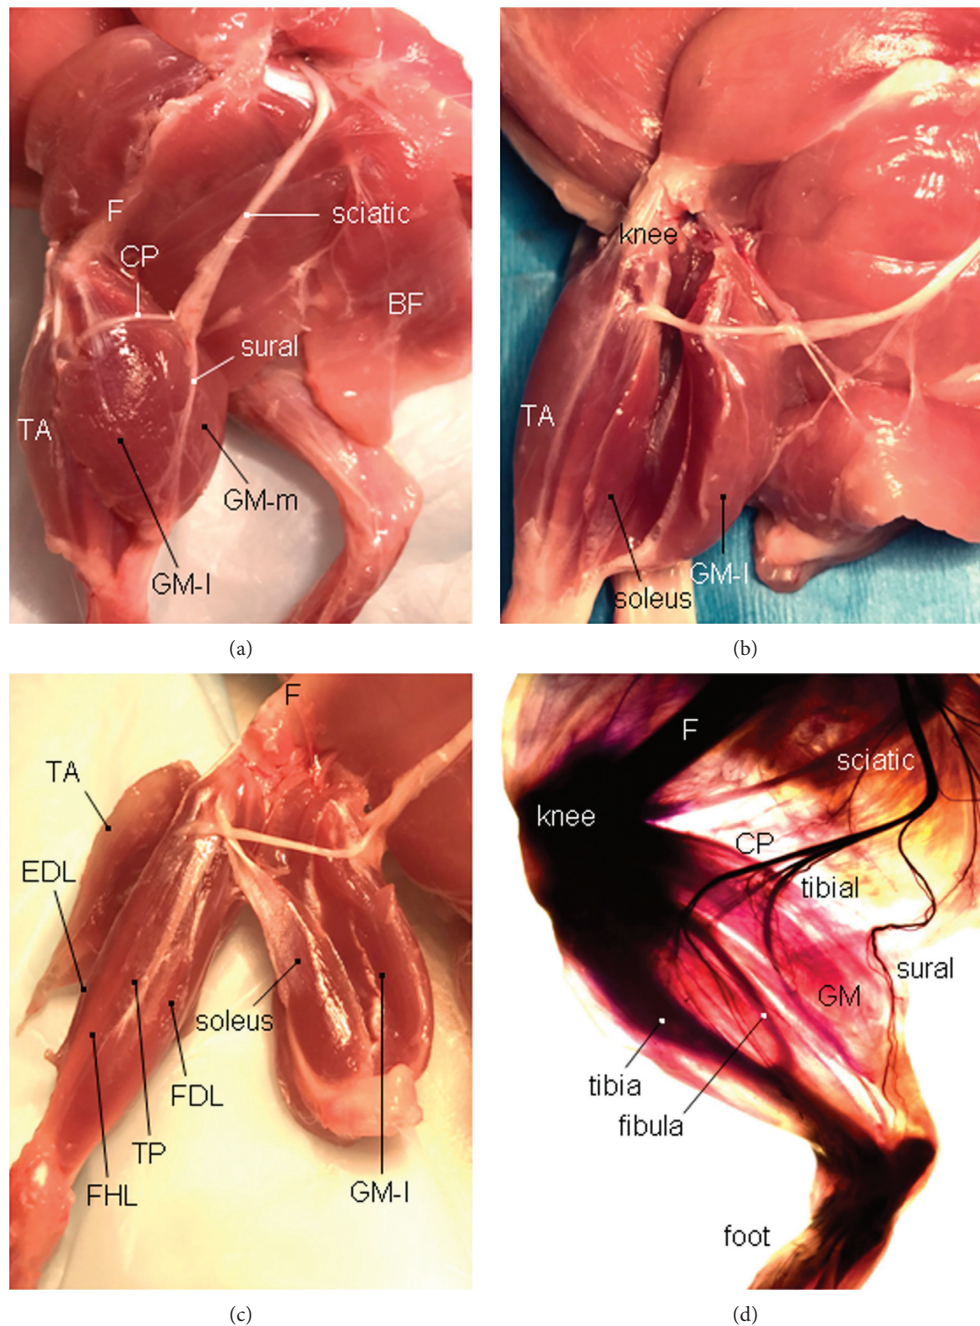 F
sciatic
CP
BF
sural
TA
GM-m
GM-l
(a)
knee
TA
GM-l
soleus
(b)
F
TA
EDL
soleus
FDL
TP
FHL
GM-l
(c)
F
sciatic
knee
CP
tibial
sural
GM
tibia
fibula
foot
(d)